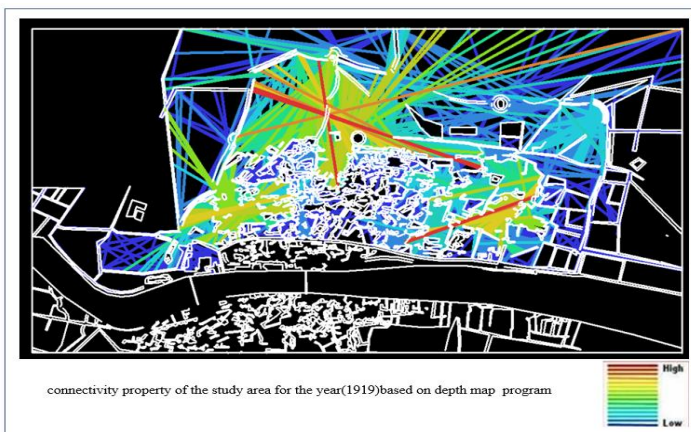 High
connectivity property of the study area for the year(1919)based on depth map program
Low